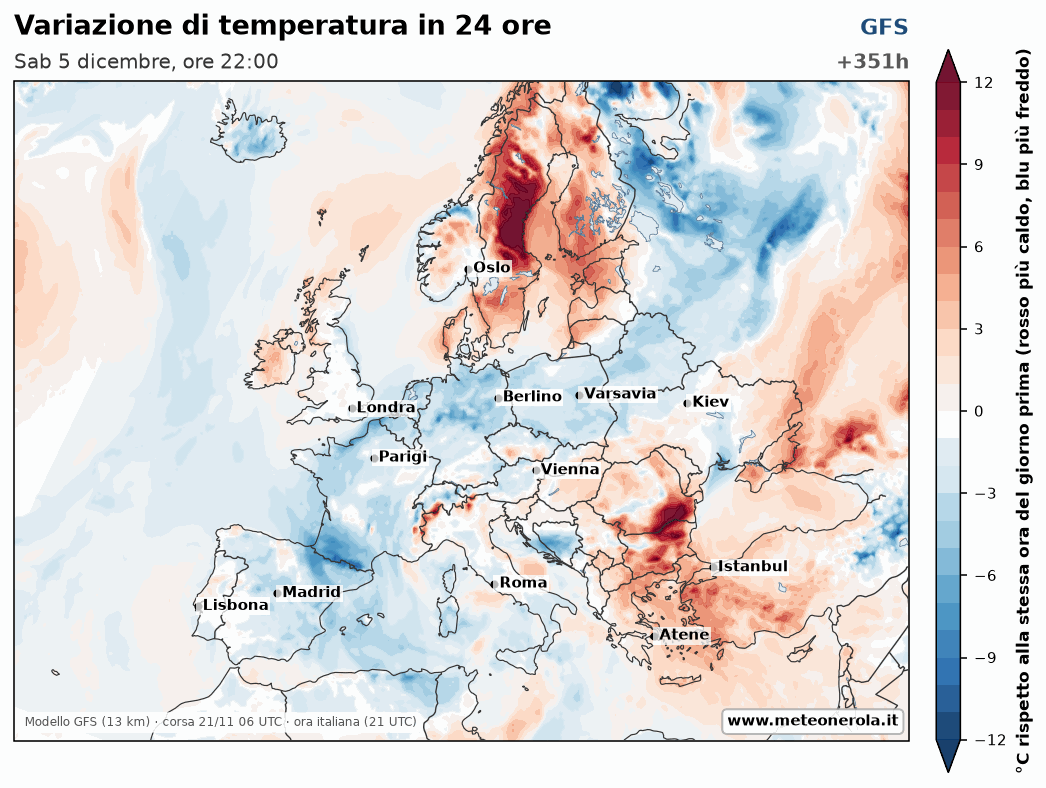 Variazione di temperatura in 24 ore
GFS
Sab 5 dicembre, ore 22:00
+351h
Oslo
Londra
Berlino
Varsavia
Kiev
Parigi
Vienna
Roma
Istanbul
Madrid
Lisbona
Atene
Modello GFS (13 km) · corsa 21/11 06 UTC · ora italiana (21 UTC)
www.meteonerola.it
12
9
6
3
0
−3
−6
−9
−12
°C rispetto alla stessa ora del giorno prima (rosso più caldo, blu più freddo)